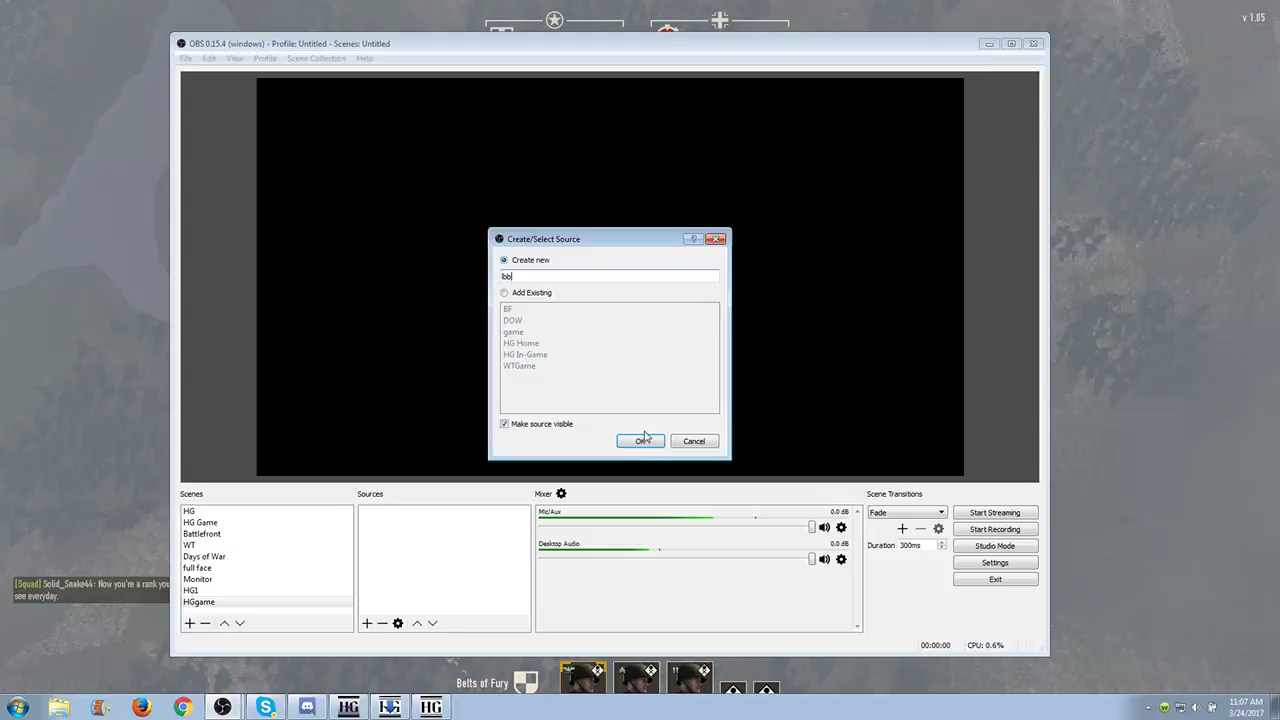 v 1.05
OBS 0.15.4 (windows) - Profile: Untitled - Scenes: Untitled
File Edit View Profile Scene Collection Help
Create/Select Source
Create new
lbb
Add Existing
BF
DOW
game
HG Home
HG In-Game
WTGame
Make source visible
OK Cancel
Scenes Sources Mixer Scene Transitions
HG
HG Game
Battlefront
WT
Days of War
full face
Monitor
HG1
HGgame
Mic/Aux 0.0 dB
Desktop Audio 0.0 dB
Fade
Duration 300ms
Start Streaming
Start Recording
Studio Mode
Settings
Exit
00:00:00 CPU: 0.6%
[Squad] Solid_Snake44: Now you're a rank you
see everyday.
Belts of Fury
HG HG
11:07 AM
3/24/2017